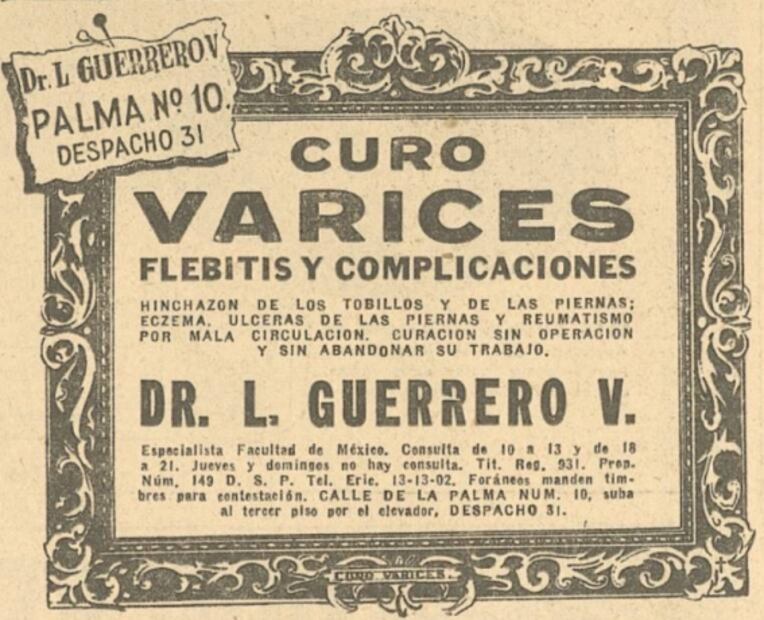 Dr. L GUERRERO V
PALMA Nº 10.
DESPACHO 31
CURO
VARICES
FLEBITIS Y COMPLICACIONES
HINCHAZON DE LOS TOBILLOS Y DE LAS PIERNAS;
ECZEMA. ULCERAS DE LAS PIERNAS Y REUMATISMO
POR MALA CIRCULACION. CURACION SIN OPERACION
Y SIN ABANDONAR SU TRABAJO.
DR. L. GUERRERO V.
Especialista Facultad de México. Consulta de 10 a 13 y de 18
a 21. Jueves y domingos no hay consulta. Tit. Reg. 931. Prop.
Núm. 149 D. S. P. Tel. Eric. 13-13-02. Foráneos manden tim-
bres para contestación. CALLE DE LA PALMA NUM. 10, suba
al tercer piso por el elevador, DESPACHO 31.
CURO VARICES.